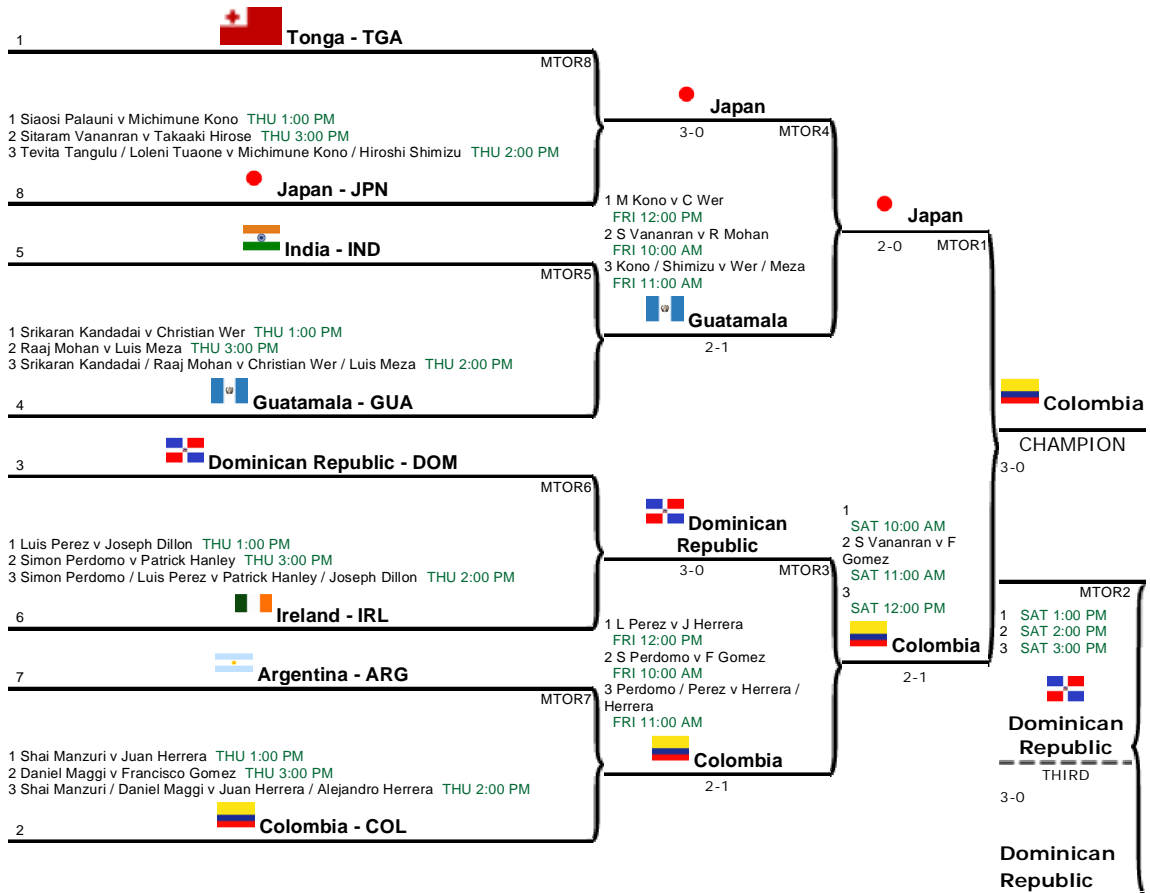 1
Tonga - TGA
MTOR8
1 Siaosi Palauni v Michimune Kono THU 1:00 PM
2 Sitaram Vananran v Takaaki Hirose THU 3:00 PM
3 Tevita Tangulu / Loleni Tuaone v Michimune Kono / Hiroshi Shimizu THU 2:00 PM
8
Japan - JPN
5
India - IND
MTOR5
1 Srikaran Kandadai v Christian Wer THU 1:00 PM
2 Raaj Mohan v Luis Meza THU 3:00 PM
3 Srikaran Kandadai / Raaj Mohan v Christian Wer / Luis Meza THU 2:00 PM
4
Guatamala - GUA
3
Dominican Republic - DOM
MTOR6
1 Luis Perez v Joseph Dillon THU 1:00 PM
2 Simon Perdomo v Patrick Hanley THU 3:00 PM
3 Simon Perdomo / Luis Perez v Patrick Hanley / Joseph Dillon THU 2:00 PM
6
Ireland - IRL
7
Argentina - ARG
MTOR7
1 Shai Manzuri v Juan Herrera THU 1:00 PM
2 Daniel Maggi v Francisco Gomez THU 3:00 PM
3 Shai Manzuri / Daniel Maggi v Juan Herrera / Alejandro Herrera THU 2:00 PM
2
Colombia - COL
Japan
3-0
MTOR4
1 M Kono v C Wer
FRI 12:00 PM
2 S Vananran v R Mohan
FRI 10:00 AM
3 Kono / Shimizu v Wer / Meza
FRI 11:00 AM
Guatamala
2-1
Dominican
Republic
3-0
MTOR3
1 L Perez v J Herrera
FRI 12:00 PM
2 S Perdomo v F Gomez
FRI 10:00 AM
3 Perdomo / Perez v Herrera /
Herrera
FRI 11:00 AM
Colombia
2-1
Japan
2-0
MTOR1
1
SAT 10:00 AM
2 S Vananran v F
Gomez
SAT 11:00 AM
3
SAT 12:00 PM
Colombia
2-1
Colombia
CHAMPION
3-0
MTOR2
1 SAT 1:00 PM
2 SAT 2:00 PM
3 SAT 3:00 PM
Dominican
Republic
THIRD
3-0
Dominican
Republic